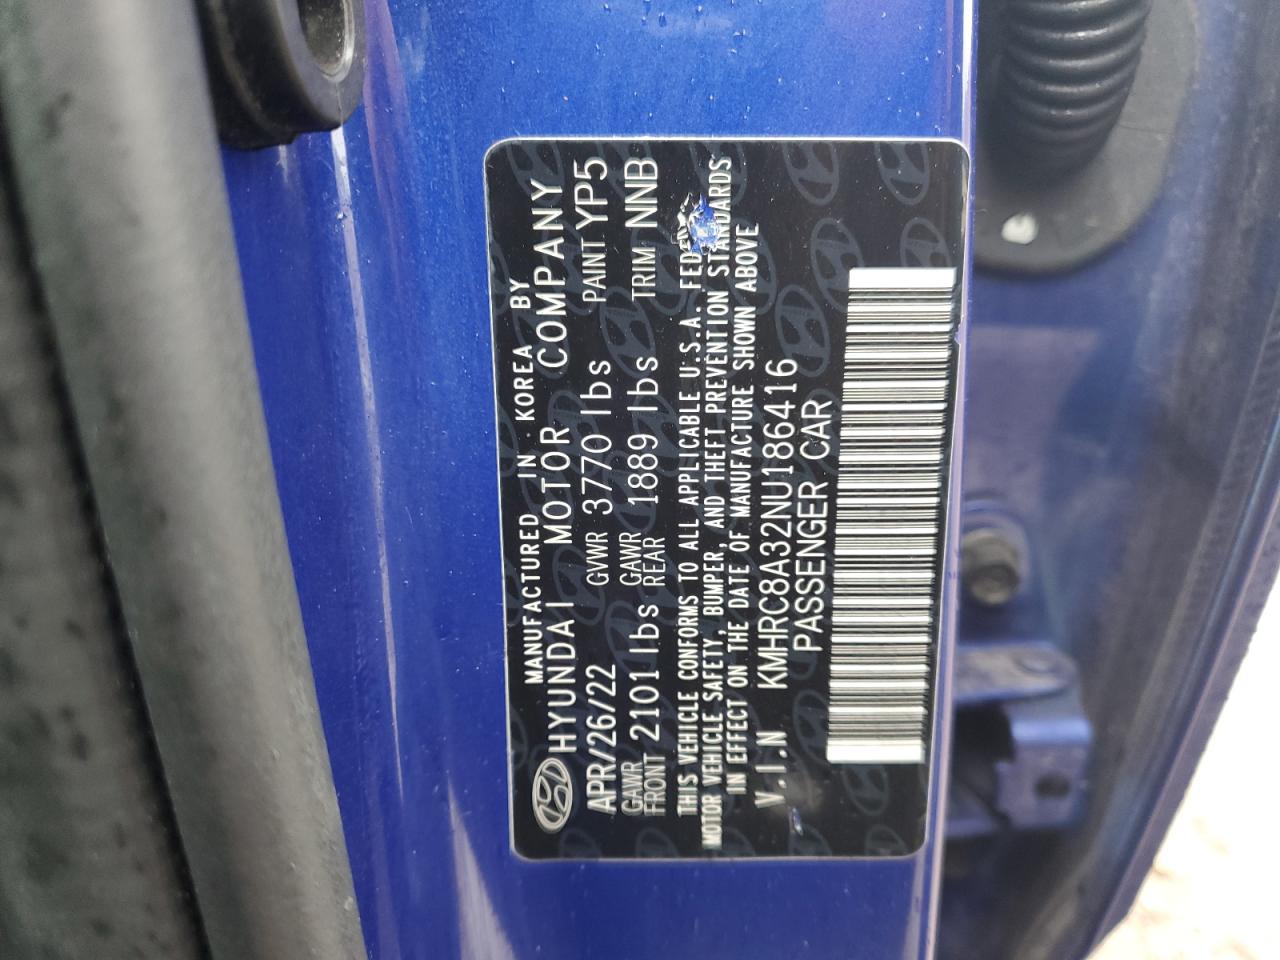 MANUFACTURED IN KOREA BY
HYUNDAI MOTOR COMPANY
APR/26/22 GVWR 3770 lbs PAINT YP5
GAWR FRONT 2101 lbs GAWR REAR 1889 lbs TRIM NNB
THIS VEHICLE CONFORMS TO ALL APPLICABLE U.S.A.
MOTOR VEHICLE SAFETY, BUMPER, AND THEFT PREVENTION STANDARDS
IN EFFECT ON THE DATE OF MANUFACTURE SHOWN ABOVE
V.I.N KMHRC8A32NU186416
PASSENGER CAR